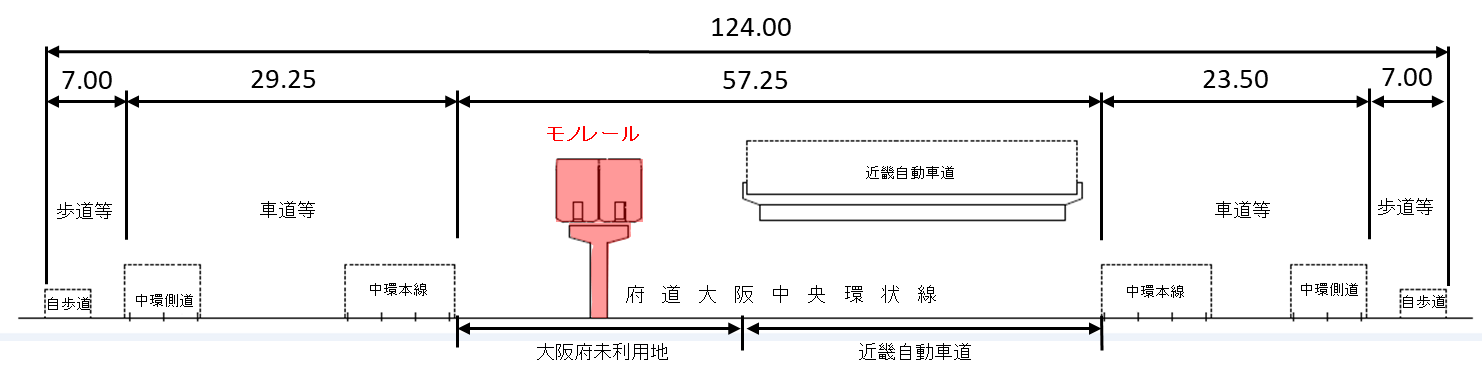 124.00
7.00
29.25
57.25
23.50
7.00
モノレール
近畿自動車道
歩道等
車道等
車道等
歩道等
自歩道
中環側道
中環本線
府道大阪中央環状線
中環本線
中環側道
自歩道
大阪府未利用地
近畿自動車道